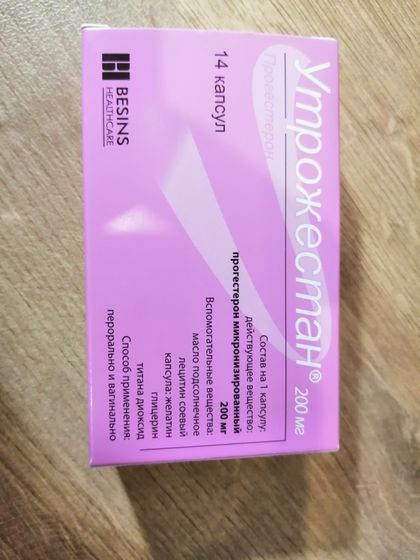 Утрожестан® 200 мг
Прогестерон
14 капсул
BESINS
HEALTHCARE
Состав на 1 капсулу:
действующее вещество:
прогестерон микронизированный
200 мг
Вспомогательные вещества:
масло подсолнечное
лецитин соевый
капсула: желатин
глицерин
титана диоксид
Способ применения:
перорально и вагинально